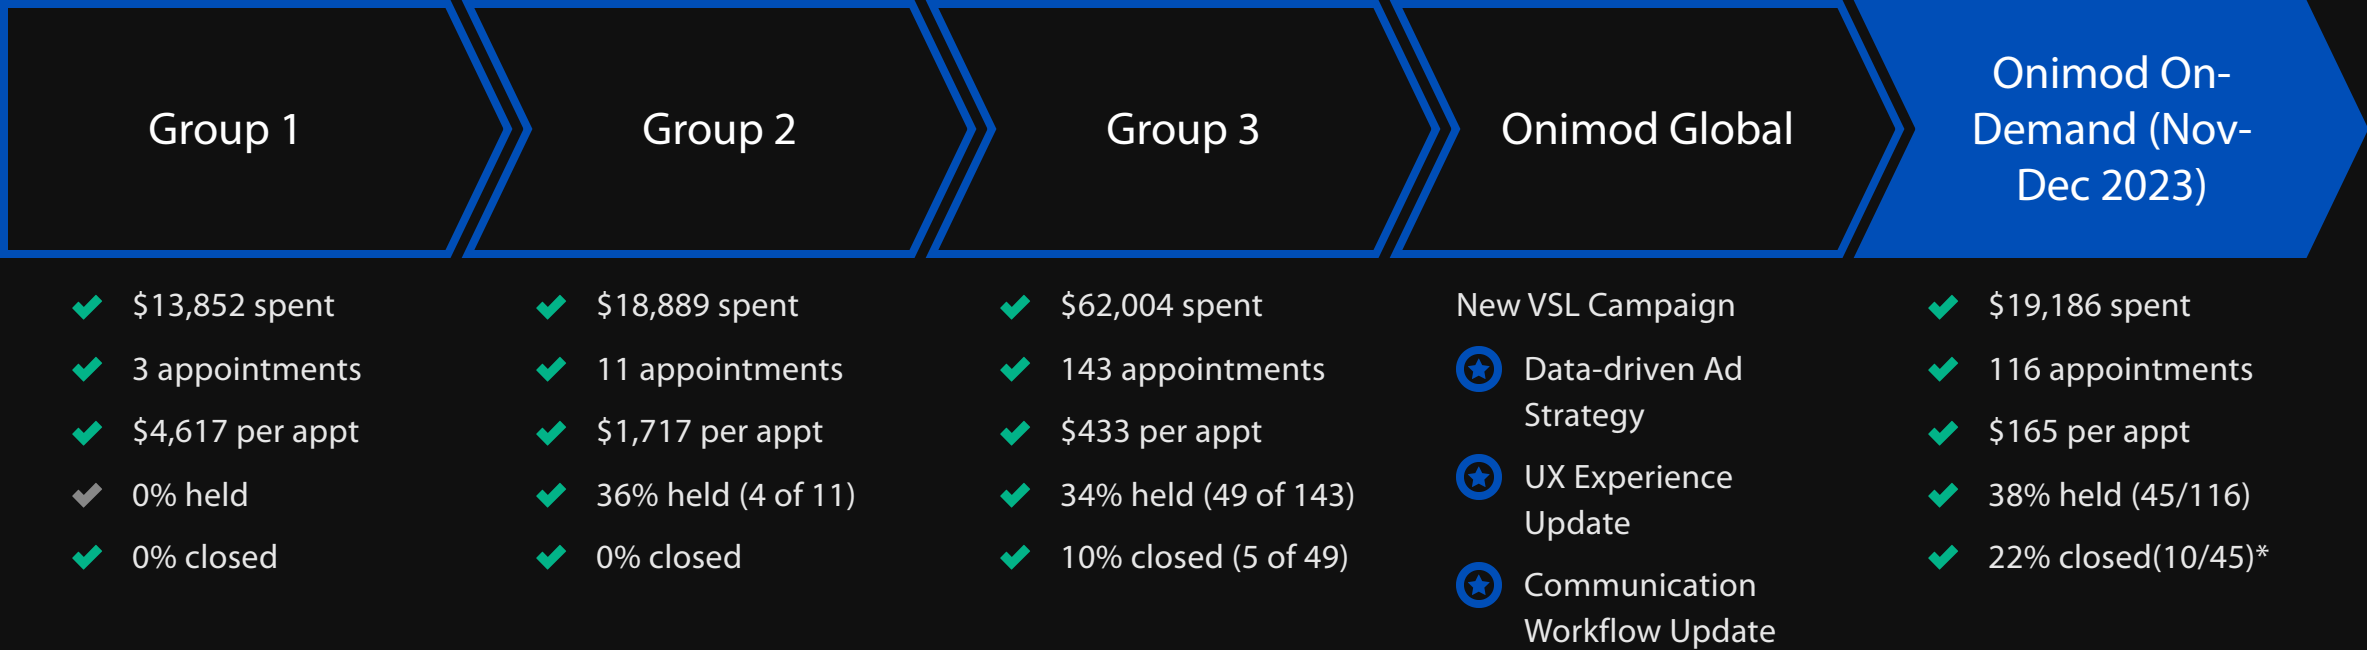 Group 1
Group 2
Group 3
Onimod Global
Onimod On-
Demand (Nov-
Dec 2023)
$13,852 spent
3 appointments
$4,617 per appt
0% held
0% closed
$18,889 spent
11 appointments
$1,717 per appt
36% held (4 of 11)
0% closed
$62,004 spent
143 appointments
$433 per appt
34% held (49 of 143)
10% closed (5 of 49)
New VSL Campaign
Data-driven Ad
Strategy
UX Experience
Update
Communication
Workflow Update
$19,186 spent
116 appointments
$165 per appt
38% held (45/116)
22% closed(10/45)*